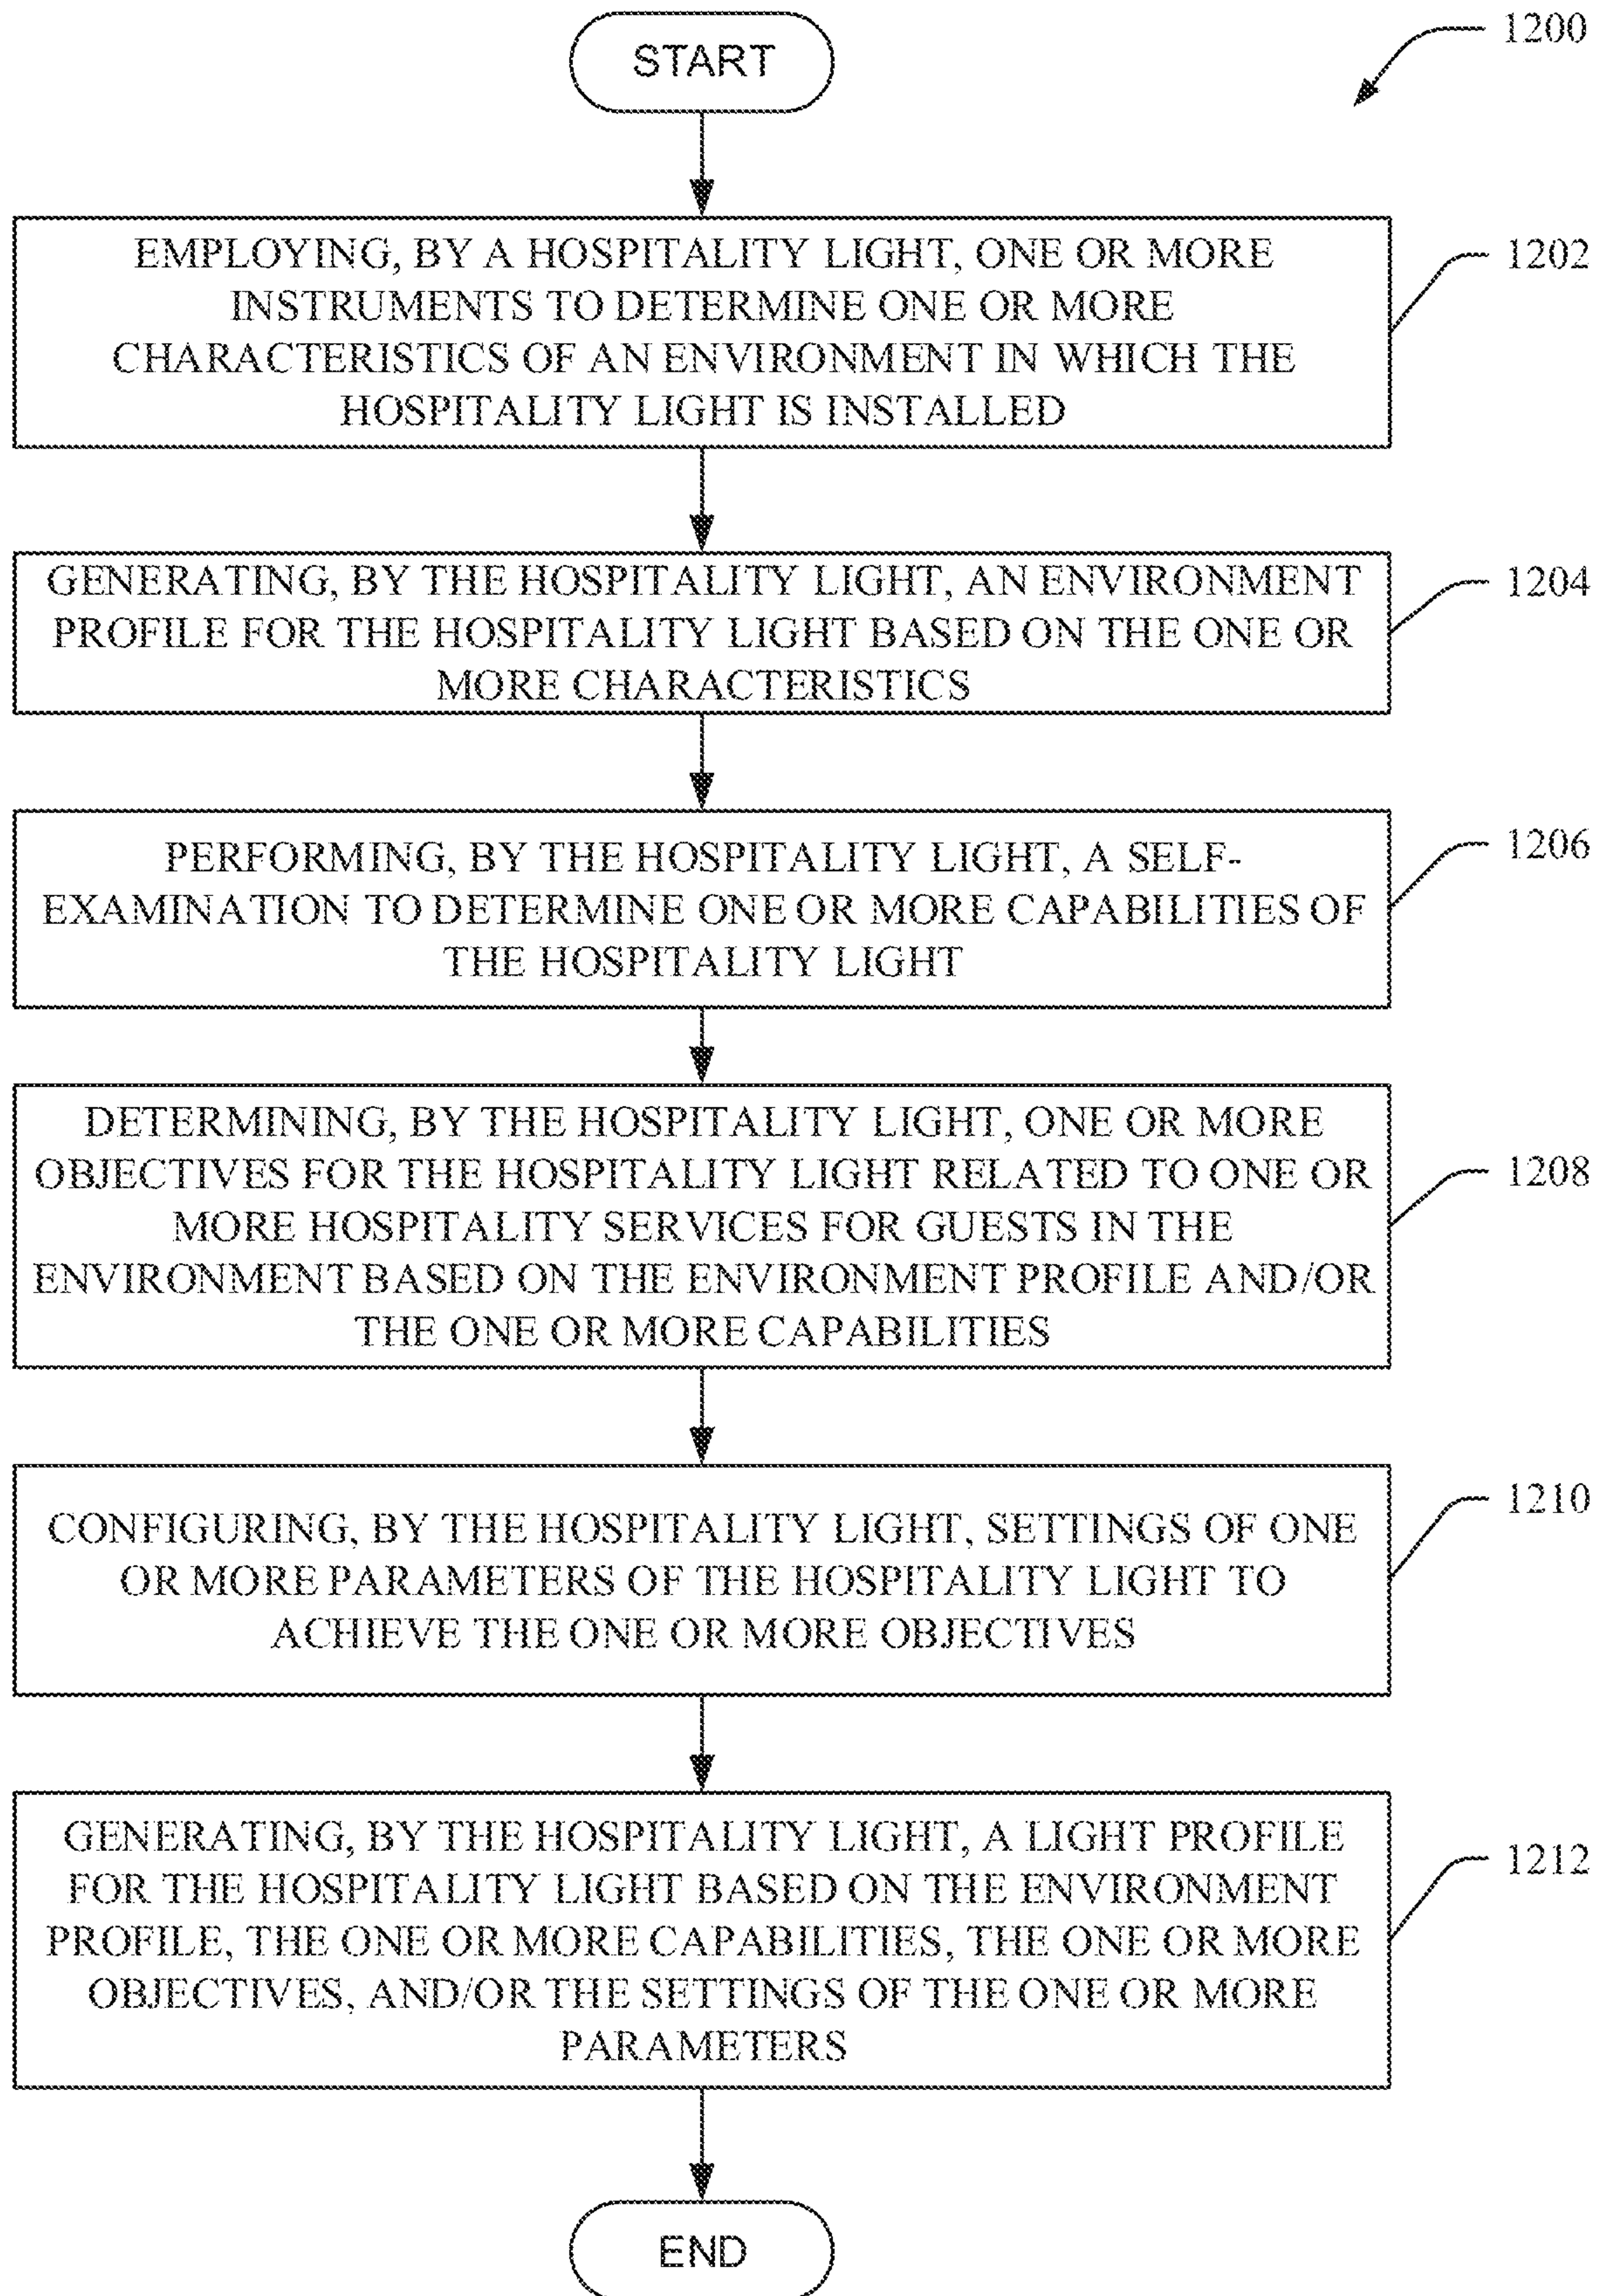 START
1200
EMPLOYING, BY A HOSPITALITY LIGHT, ONE OR MORE
INSTRUMENTS TO DETERMINE ONE OR MORE
CHARACTERISTICS OF AN ENVIRONMENT IN WHICH THE
HOSPITALITY LIGHT IS INSTALLED
1202
GENERATING, BY THE HOSPITALITY LIGHT, AN ENVIRONMENT
PROFILE FOR THE HOSPITALITY LIGHT BASED ON THE ONE OR
MORE CHARACTERISTICS
1204
PERFORMING, BY THE HOSPITALITY LIGHT, A SELF-
EXAMINATION TO DETERMINE ONE OR MORE CAPABILITIES OF
THE HOSPITALITY LIGHT
1206
DETERMINING, BY THE HOSPITALITY LIGHT, ONE OR MORE
OBJECTIVES FOR THE HOSPITALITY LIGHT RELATED TO ONE OR
MORE HOSPITALITY SERVICES FOR GUESTS IN THE
ENVIRONMENT BASED ON THE ENVIRONMENT PROFILE AND/OR
THE ONE OR MORE CAPABILITIES
1208
CONFIGURING, BY THE HOSPITALITY LIGHT, SETTINGS OF ONE
OR MORE PARAMETERS OF THE HOSPITALITY LIGHT TO
ACHIEVE THE ONE OR MORE OBJECTIVES
1210
GENERATING, BY THE HOSPITALITY LIGHT, A LIGHT PROFILE
FOR THE HOSPITALITY LIGHT BASED ON THE ENVIRONMENT
PROFILE, THE ONE OR MORE CAPABILITIES, THE ONE OR MORE
OBJECTIVES, AND/OR THE SETTINGS OF THE ONE OR MORE
PARAMETERS
1212
END